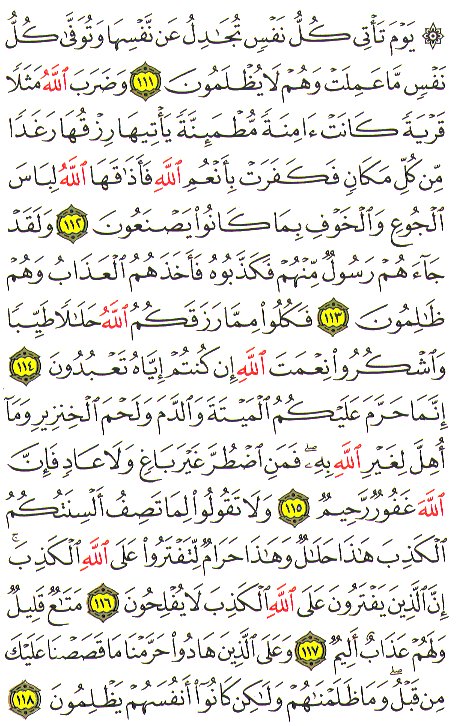 ۞ يَوْمَ تَأْتِى كُلُّ نَفْسٍ تُجَٰدِلُ عَن نَّفْسِهَا وَتُوَفَّىٰ كُلُّ
نَفْسٍ مَّا عَمِلَتْ وَهُمْ لَا يُظْلَمُونَ ١١١ وَضَرَبَ ٱللَّهُ مَثَلًا
قَرْيَةً كَانَتْ ءَامِنَةً مُّطْمَئِنَّةً يَأْتِيهَا رِزْقُهَا رَغَدًا
مِّن كُلِّ مَكَانٍ فَكَفَرَتْ بِأَنْعُمِ ٱللَّهِ فَأَذَٰقَهَا ٱللَّهُ لِبَاسَ
ٱلْجُوعِ وَٱلْخَوْفِ بِمَا كَانُوا۟ يَصْنَعُونَ ١١٢ وَلَقَدْ
جَآءَهُمْ رَسُولٌ مِّنْهُمْ فَكَذَّبُوهُ فَأَخَذَهُمُ ٱلْعَذَابُ وَهُمْ
ظَٰلِمُونَ ١١٣ فَكُلُوا۟ مِمَّا رَزَقَكُمُ ٱللَّهُ حَلَٰلًا طَيِّبًا
وَٱشْكُرُوا۟ نِعْمَتَ ٱللَّهِ إِن كُنتُمْ إِيَّاهُ تَعْبُدُونَ ١١٤
إِنَّمَا حَرَّمَ عَلَيْكُمُ ٱلْمَيْتَةَ وَٱلدَّمَ وَلَحْمَ ٱلْخِنزِيرِ وَمَآ
أُهِلَّ لِغَيْرِ ٱللَّهِ بِهِۦ ۖ فَمَنِ ٱضْطُرَّ غَيْرَ بَاغٍ وَلَا عَادٍ فَإِنَّ
ٱللَّهَ غَفُورٌ رَّحِيمٌ ١١٥ وَلَا تَقُولُوا۟ لِمَا تَصِفُ أَلْسِنَتُكُمُ
ٱلْكَذِبَ هَٰذَا حَلَٰلٌ وَهَٰذَا حَرَامٌ لِّتَفْتَرُوا۟ عَلَى ٱللَّهِ ٱلْكَذِبَ ۚ
إِنَّ ٱلَّذِينَ يَفْتَرُونَ عَلَى ٱللَّهِ ٱلْكَذِبَ لَا يُفْلِحُونَ ١١٦ مَتَٰعٌ قَلِيلٌ
وَلَهُمْ عَذَابٌ أَلِيمٌ ١١٧ وَعَلَى ٱلَّذِينَ هَادُوا۟ حَرَّمْنَا مَا قَصَصْنَا عَلَيْكَ
مِن قَبْلُ ۖ وَمَا ظَلَمْنَٰهُمْ وَلَٰكِن كَانُوٓا۟ أَنفُسَهُمْ يَظْلِمُونَ ١١٨